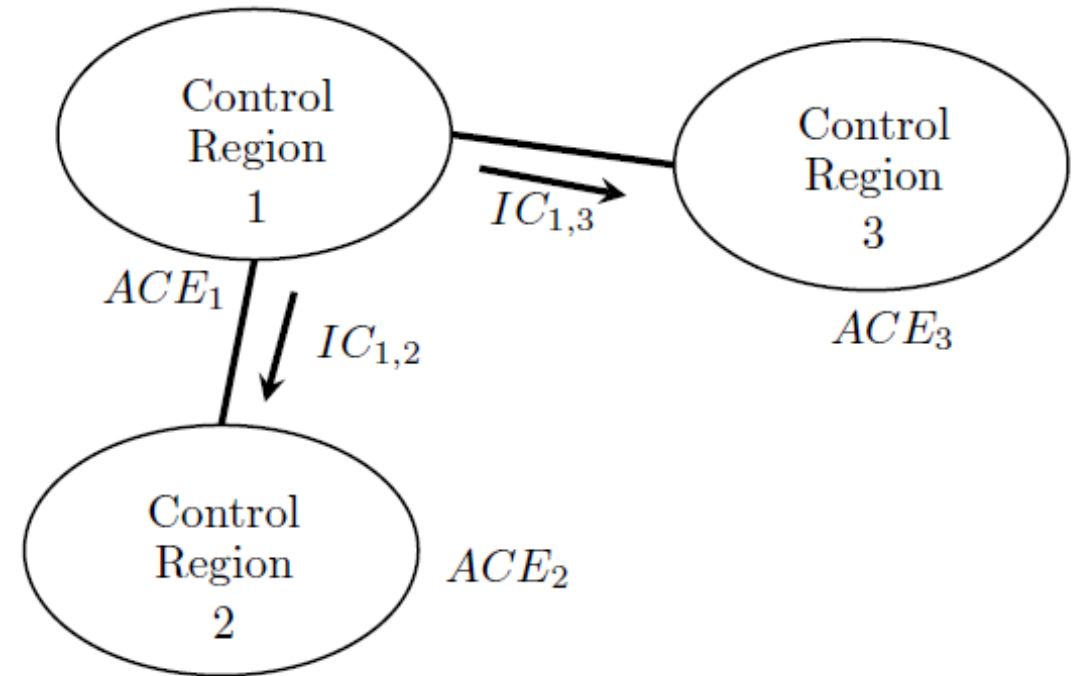 Control
Region
1
Control
Region
3
IC1,3
ACE1
ACE3
IC1,2
Control
Region
2
ACE2